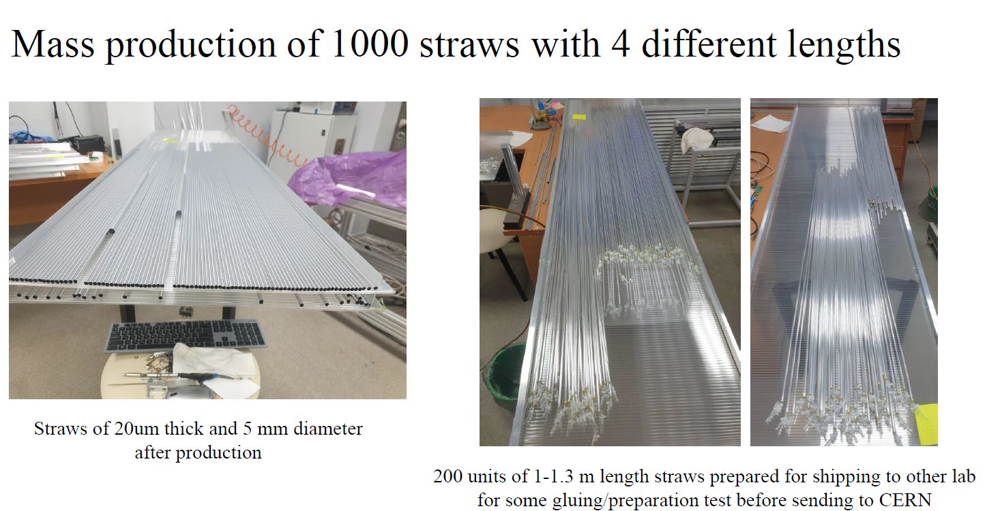 Mass production of 1000 straws with 4 different lengths
Straws of 20um thick and 5 mm diameter
after production
200 units of 1-1.3 m length straws prepared for shipping to other lab
for some gluing/preparation test before sending to CERN